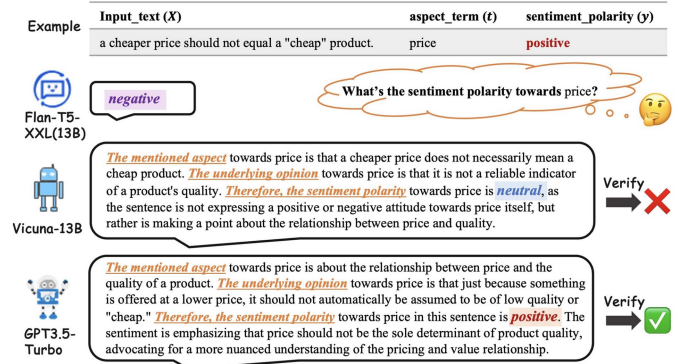 Example
Input_text (X) aspect_term (t) sentiment_polarity (y)
a cheaper price should not equal a "cheap" product. price positive
negative
What's the sentiment polarity towards price?
Flan-T5-
XXL(13B)
The mentioned aspect towards price is that a cheaper price does not necessarily mean a
cheap product. The underlying opinion towards price is that it is not a reliable indicator
of a product's quality. Therefore, the sentiment polarity towards price is neutral, as
the sentence is not expressing a positive or negative attitude towards price itself, but
rather is making a point about the relationship between price and quality.
Vicuna-13B
Verify
The mentioned aspect towards price is about the relationship between price and the
quality of a product. The underlying opinion towards price is that just because something
is offered at a lower price, it should not automatically be assumed to be of low quality or
"cheap." Therefore, the sentiment polarity towards price in this sentence is positive. The
sentiment is emphasizing that price should not be the sole determinant of product quality,
advocating for a more nuanced understanding of the pricing and value relationship.
GPT3.5-
Turbo
Verify